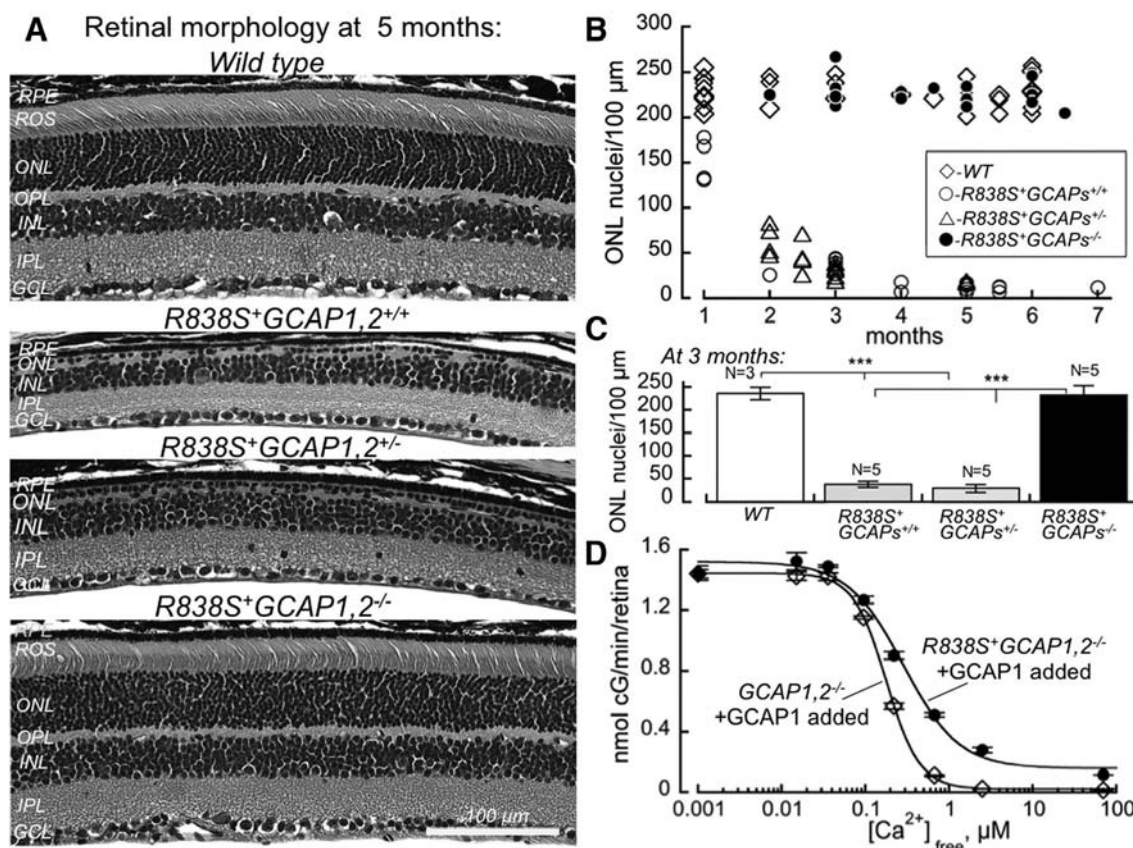 A Retinal morphology at 5 months:
Wild type
RPE
ROS
ONL
OPL
INL
IPL
GCL
R838S+GCAP1,2+/+
RPE
ONL
INL
IPL
GCL
R838S+GCAP1,2+/-
RPE
ONL
INL
IPL
GCL
R838S+GCAP1,2-/-
RPE
ROS
ONL
OPL
INL
IPL
GCL
100 µm
B
ONL nuclei/100 µm
300
250
200
150
100
50
0
◇-WT
○-R838S+GCAPs+/+
△-R838S+GCAPs+/-
●-R838S+GCAPs-/-
1 2 3 4 5 6 7
months
C
At 3 months:
ONL nuclei/100 µm
250
200
150
100
50
0
N=3
***
***
N=5
N=5
N=5
WT
R838S+
GCAPs+/+
R838S+
GCAPs+/-
R838S+
GCAPs-/-
D
nmol cG/min/retina
1.6
1.2
0.8
0.4
0
R838S+GCAP1,2-/-
+GCAP1 added
GCAP1,2-/-
+GCAP1 added
0.001 0.01 0.1 1 10 100
[Ca2+]free, µM